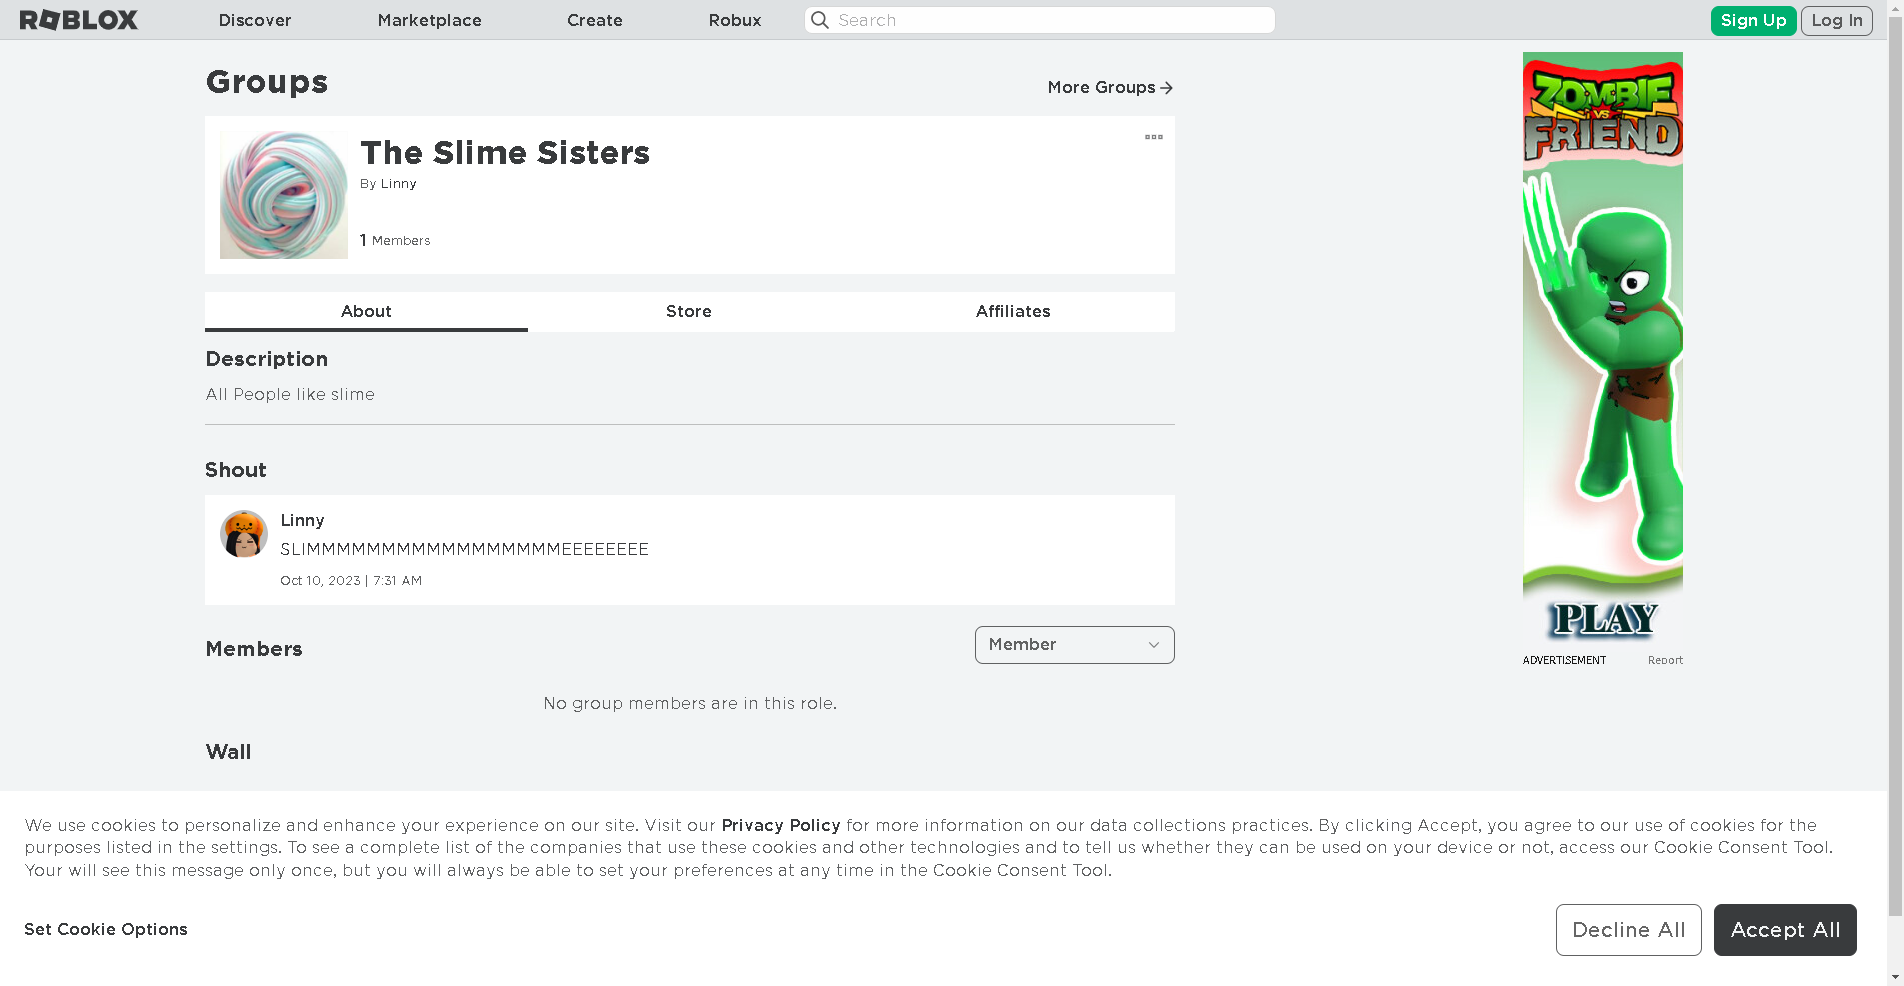 ROBLOX Discover Marketplace Create Robux Search Sign Up Log In
Groups
More Groups
The Slime Sisters
By Linny
1 Members
About Store Affiliates
Description
All People like slime
Shout
Linny
SLIMMMMMMMMMMMMMMMMMEEEEEEEE
Oct 10, 2023 | 7:31 AM
Members
Member
No group members are in this role.
Wall
ZOMBIE
VS
FRIEND
PLAY
ADVERTISEMENT Report
We use cookies to personalize and enhance your experience on our site. Visit our Privacy Policy for more information on our data collections practices. By clicking Accept, you agree to our use of cookies for the
purposes listed in the settings. To see a complete list of the companies that use these cookies and other technologies and to tell us whether they can be used on your device or not, access our Cookie Consent Tool.
Your will see this message only once, but you will always be able to set your preferences at any time in the Cookie Consent Tool.
Set Cookie Options
Decline All Accept All